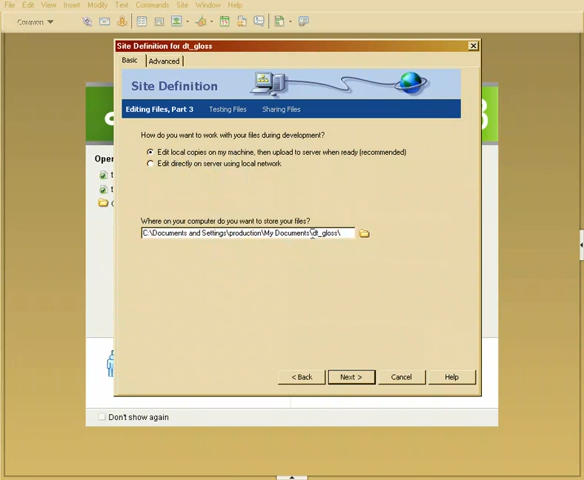 File Edit View Insert Modify Text Commands Site Window Help
Common
Site Definition for dt_gloss
Basic Advanced
Site Definition
Editing Files, Part 3 Testing Files Sharing Files
How do you want to work with your files during development?
Edit local copies on my machine, then upload to server when ready (recommended)
Edit directly on server using local network
Where on your computer do you want to store your files?
C:\Documents and Settings\production\My Documents\dt_gloss\
< Back Next > Cancel Help
Don't show again